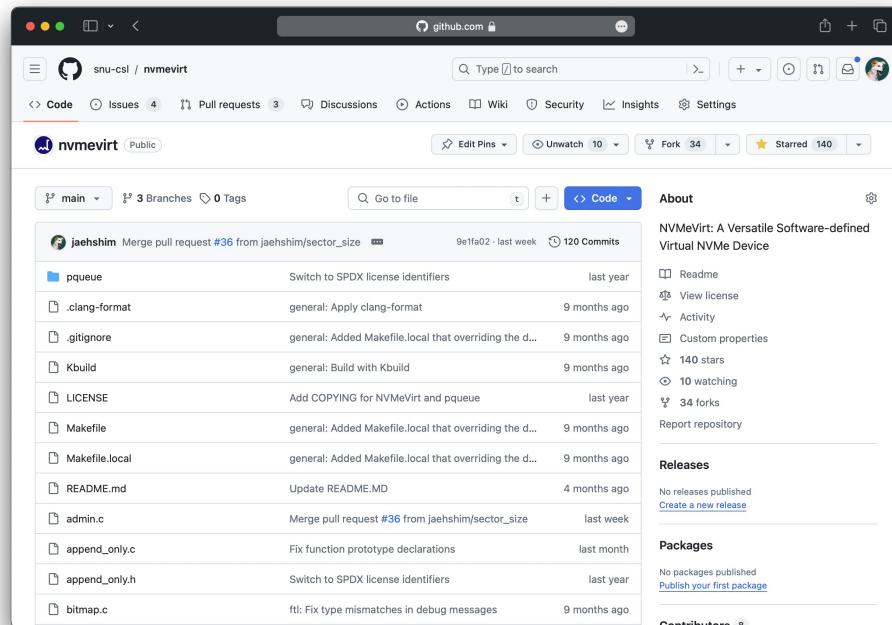 github.com
snu-csl / nvmevirt
Type / to search
Code
Issues 4
Pull requests 3
Discussions
Actions
Wiki
Security
Insights
Settings
nvmevirt Public
Edit Pins
Unwatch 10
Fork 34
Starred 140
main
3 Branches
0 Tags
Go to file t
Code
jaehshim Merge pull request #36 from jaehshim/sector_size 9e1fa02 · last week 120 Commits
pqueue Switch to SPDX license identifiers last year
.clang-format general: Apply clang-format 9 months ago
.gitignore general: Added Makefile.local that overriding the d... 9 months ago
Kbuild general: Build with Kbuild 9 months ago
LICENSE Add COPYING for NVMeVirt and pqueue last year
Makefile general: Added Makefile.local that overriding the d... 9 months ago
Makefile.local general: Added Makefile.local that overriding the d... 9 months ago
README.md Update README.MD 4 months ago
admin.c Merge pull request #36 from jaehshim/sector_size last week
append_only.c Fix function prototype declarations last month
append_only.h Switch to SPDX license identifiers last year
bitmap.c ftl: Fix type mismatches in debug messages 9 months ago
About
NVMeVirt: A Versatile Software-defined
Virtual NVMe Device
Readme
View license
Activity
Custom properties
140 stars
10 watching
34 forks
Report repository
Releases
No releases published
Create a new release
Packages
No packages published
Publish your first package
Contributors 8